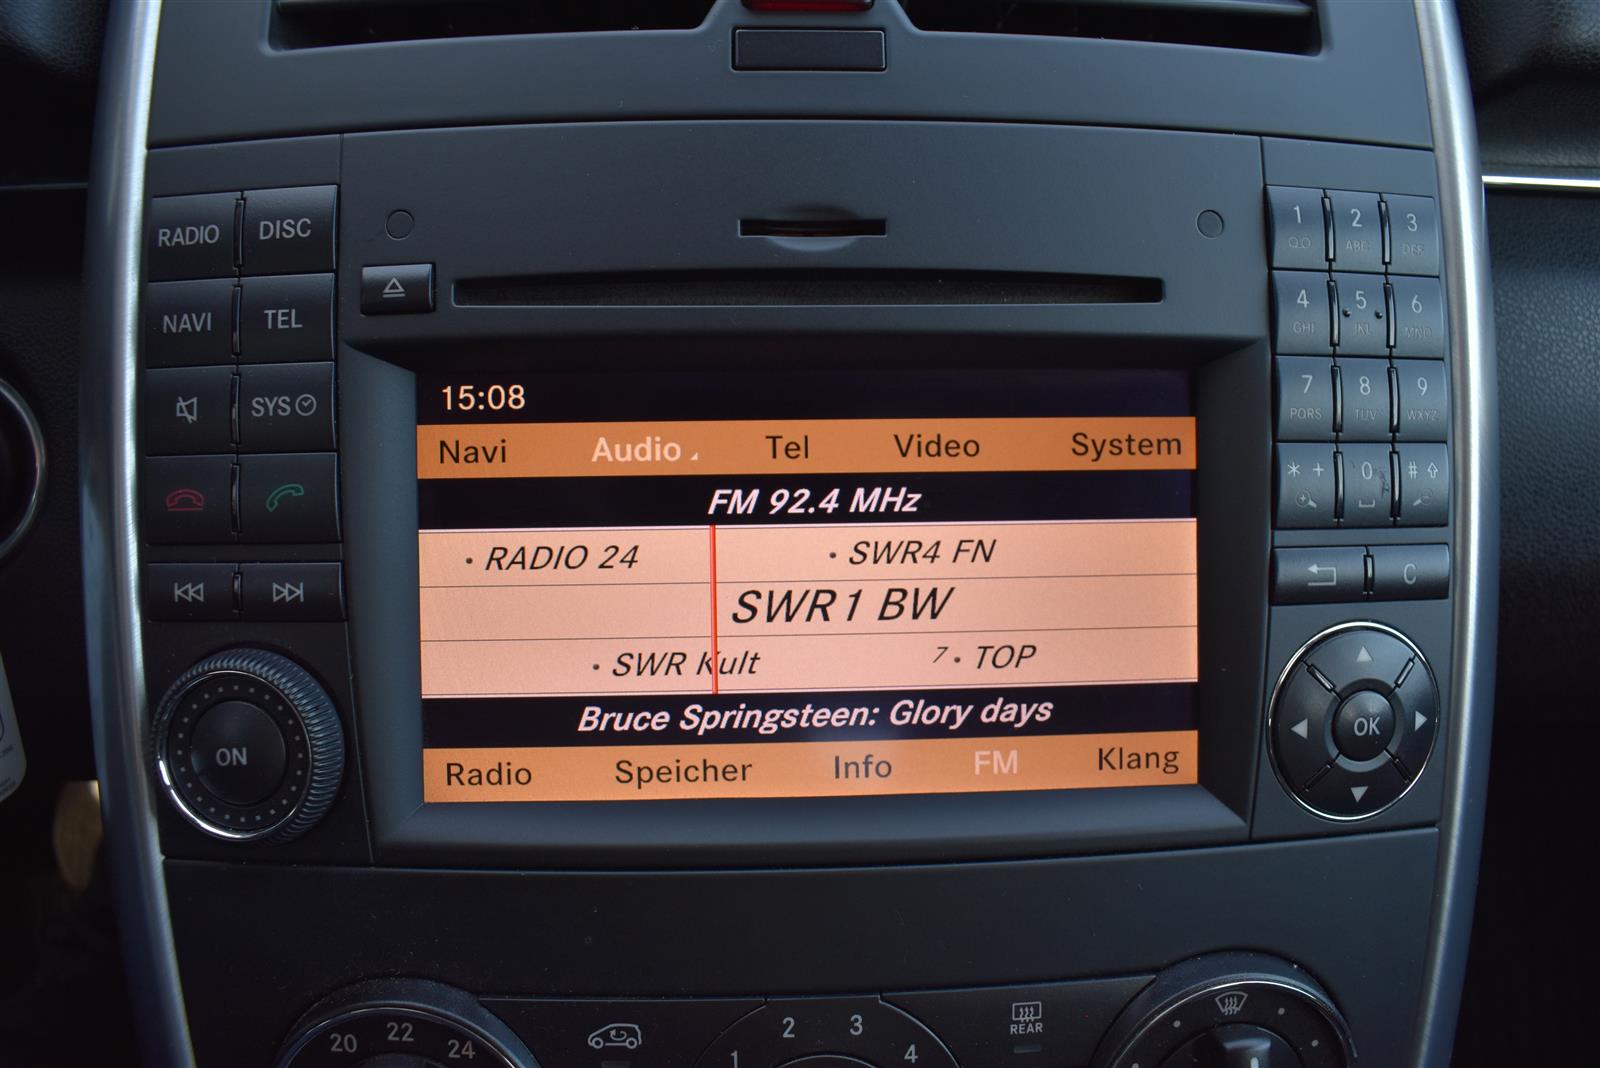 RADIO DISC
NAVI TEL
SYS
ON
1 2 3
ABC DEF
4 5 6
GHI JKL MNO
7 8 9
PQRS TUV WXYZ
* + 0 #
C
OK
15:08
Navi Audio Tel Video System
FM 92.4 MHz
• RADIO 24 • SWR4 FN
SWR1 BW
• SWR Kult 7 • TOP
Bruce Springsteen: Glory days
Radio Speicher Info FM Klang
20 22 24
1 2 3 4
REAR